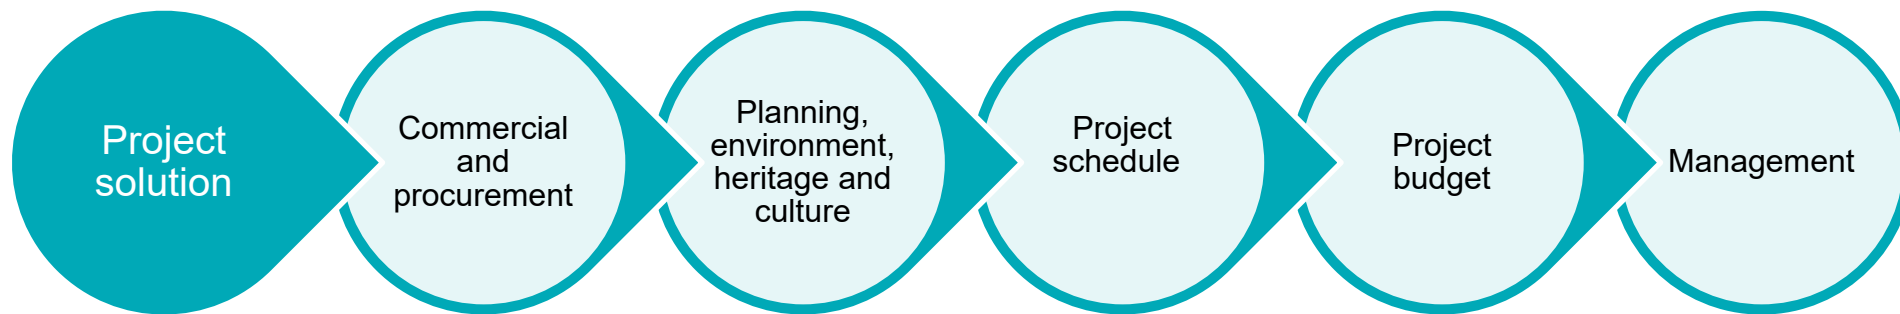 Project
solution
Commercial
and
procurement
Planning,
environment,
heritage and
culture
Project
schedule
Project
budget
Management